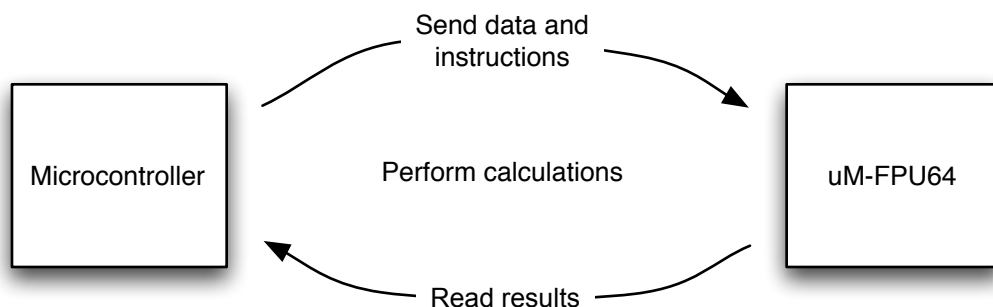 Send data and
instructions
Microcontroller
Perform calculations
uM-FPU64
Read results